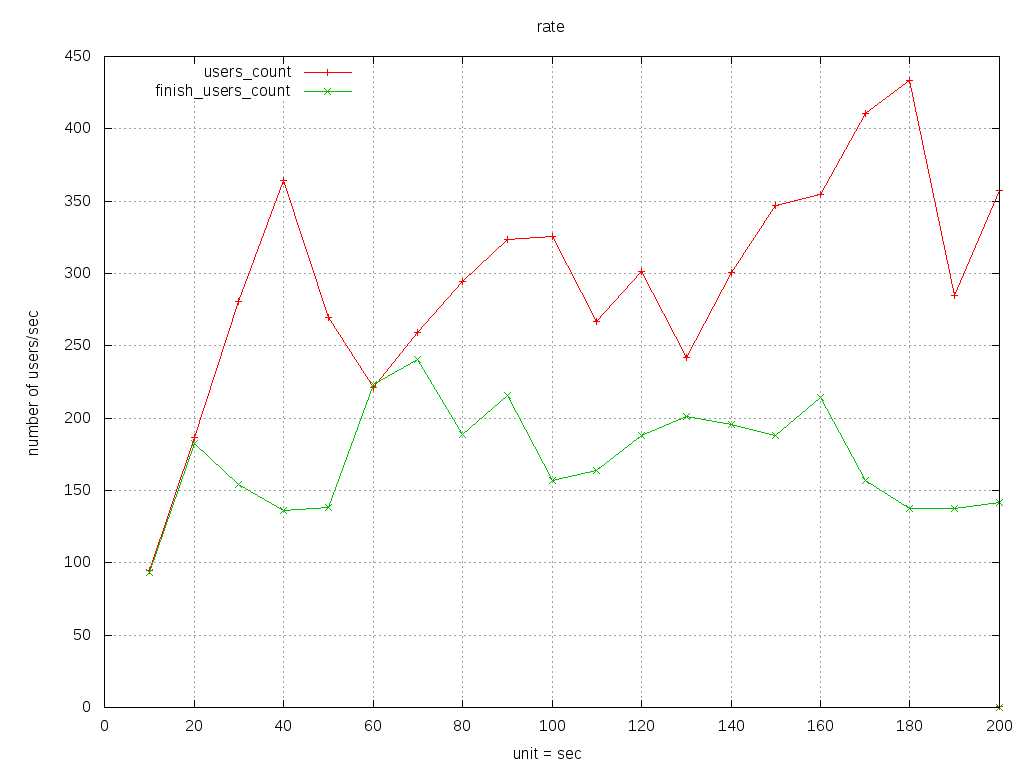 rate
450
400
350
300
250
200
150
100
50
0
users_count
finish_users_count
number of users/sec
0 20 40 60 80 100 120 140 160 180 200
unit = sec